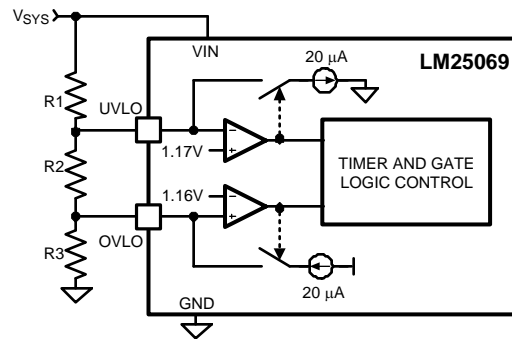 VSYS
VIN
20 μA
LM25069
R1
UVLO
1.17V
R2
TIMER AND GATE
LOGIC CONTROL
1.16V
OVLO
R3
20 μA
GND